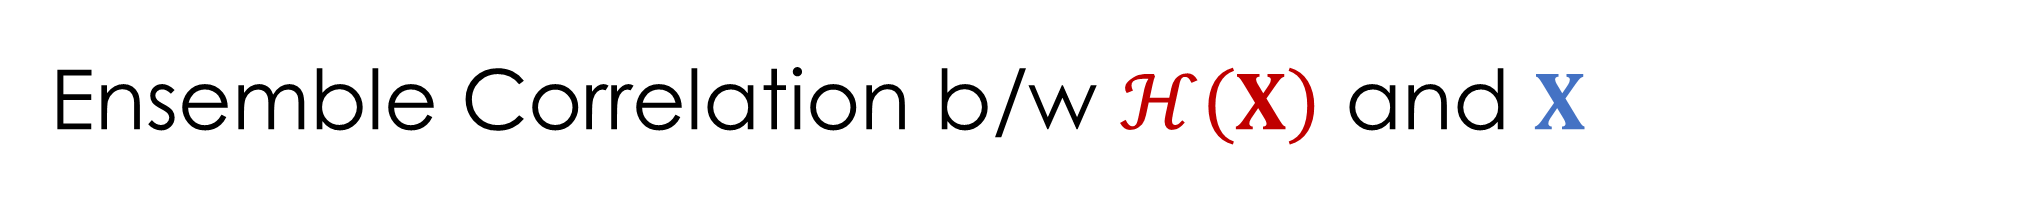 Ensemble Correlation b/w ℋ(𝐗) and 𝐗